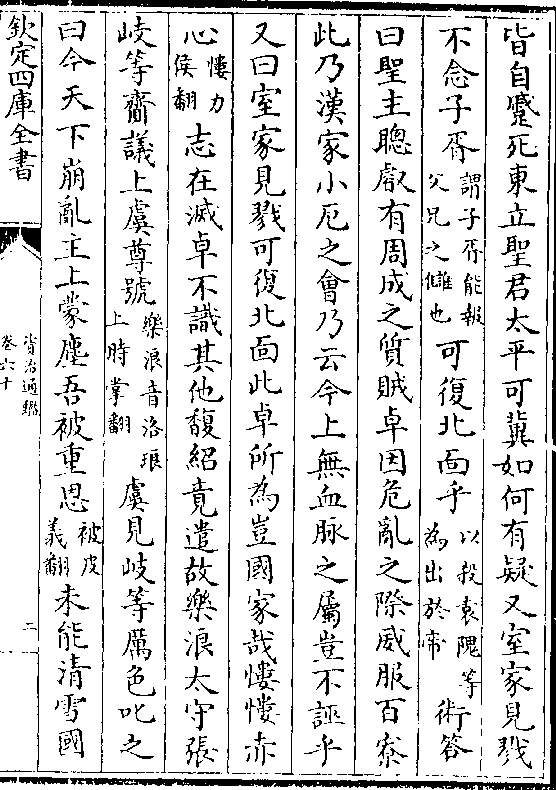 皆自蹙死東立聖君太平可冀如何有疑又室家見戮
不念子胥謂子胥能報父兄之讎也可復北面乎以殺袁隗等為出於帝術答
曰聖主聰叡有周成之質賊卓因危亂之際威服百寮
此乃漢家小厄之會乃云今上無血脉之屬豈不誣乎
又曰室家見戮可復北面此卓所為豈國家哉慺慺赤
心慺力侯翻志在滅卓不識其他馥紹竟遣故樂浪太守張
岐等齎議上虞尊號樂浪音洛琅上時掌翻虞見岐等厲色叱之
曰今天下崩亂主上蒙塵吾被重恩被皮義翻未能清雪國
欽定四庫全書
資治通鑑
卷六十
二